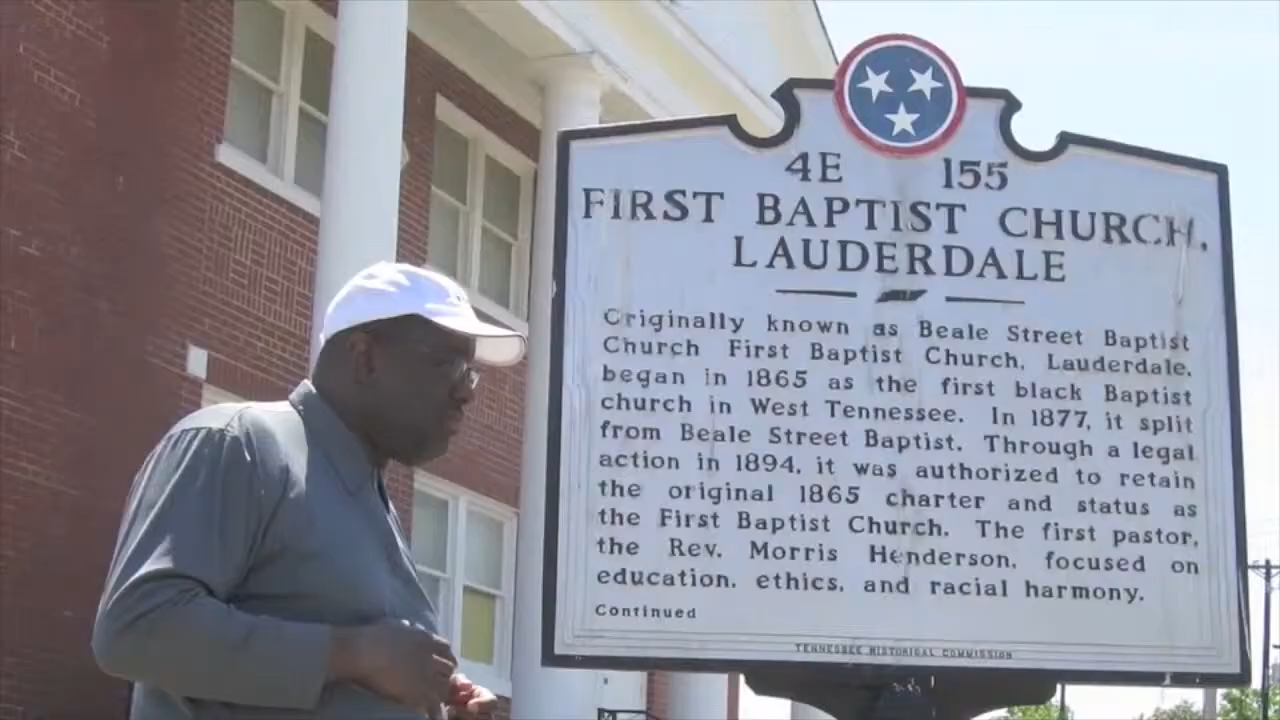 4E 155
FIRST BAPTIST CHURCH,
LAUDERDALE
Originally known as Beale Street Baptist
Church First Baptist Church, Lauderdale,
began in 1865 as the first black Baptist
church in West Tennessee. In 1877, it split
from Beale Street Baptist. Through a legal
action in 1894, it was authorized to retain
the original 1865 charter and status as
the First Baptist Church. The first pastor,
the Rev. Morris Henderson, focused on
education, ethics, and racial harmony.
Continued
TENNESSEE HISTORICAL COMMISSION